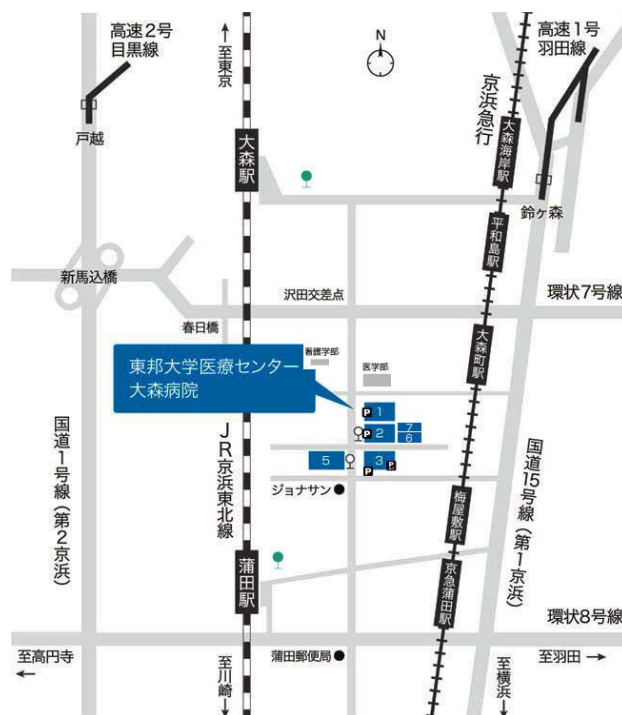 高速2号
目黒線
戸越
↑
至東京
N
高速1号
羽田線
京浜急行
大森駅
大森海岸駅
鈴ヶ森
平和島駅
新馬込橋
沢田交差点
環状7号線
春日橋
看護学部
医学部
大森町駅
東邦大学医療センター
大森病院
P 1
P 2
7
6
5
3
P
P
国道1号線(第2京浜)
JR京浜東北線
国道15号線(第1京浜)
ジョナサン
梅屋敷駅
蒲田駅
京急蒲田駅
環状8号線
至高円寺
←
至川崎
↓
蒲田郵便局
至横浜
↓
至羽田
→